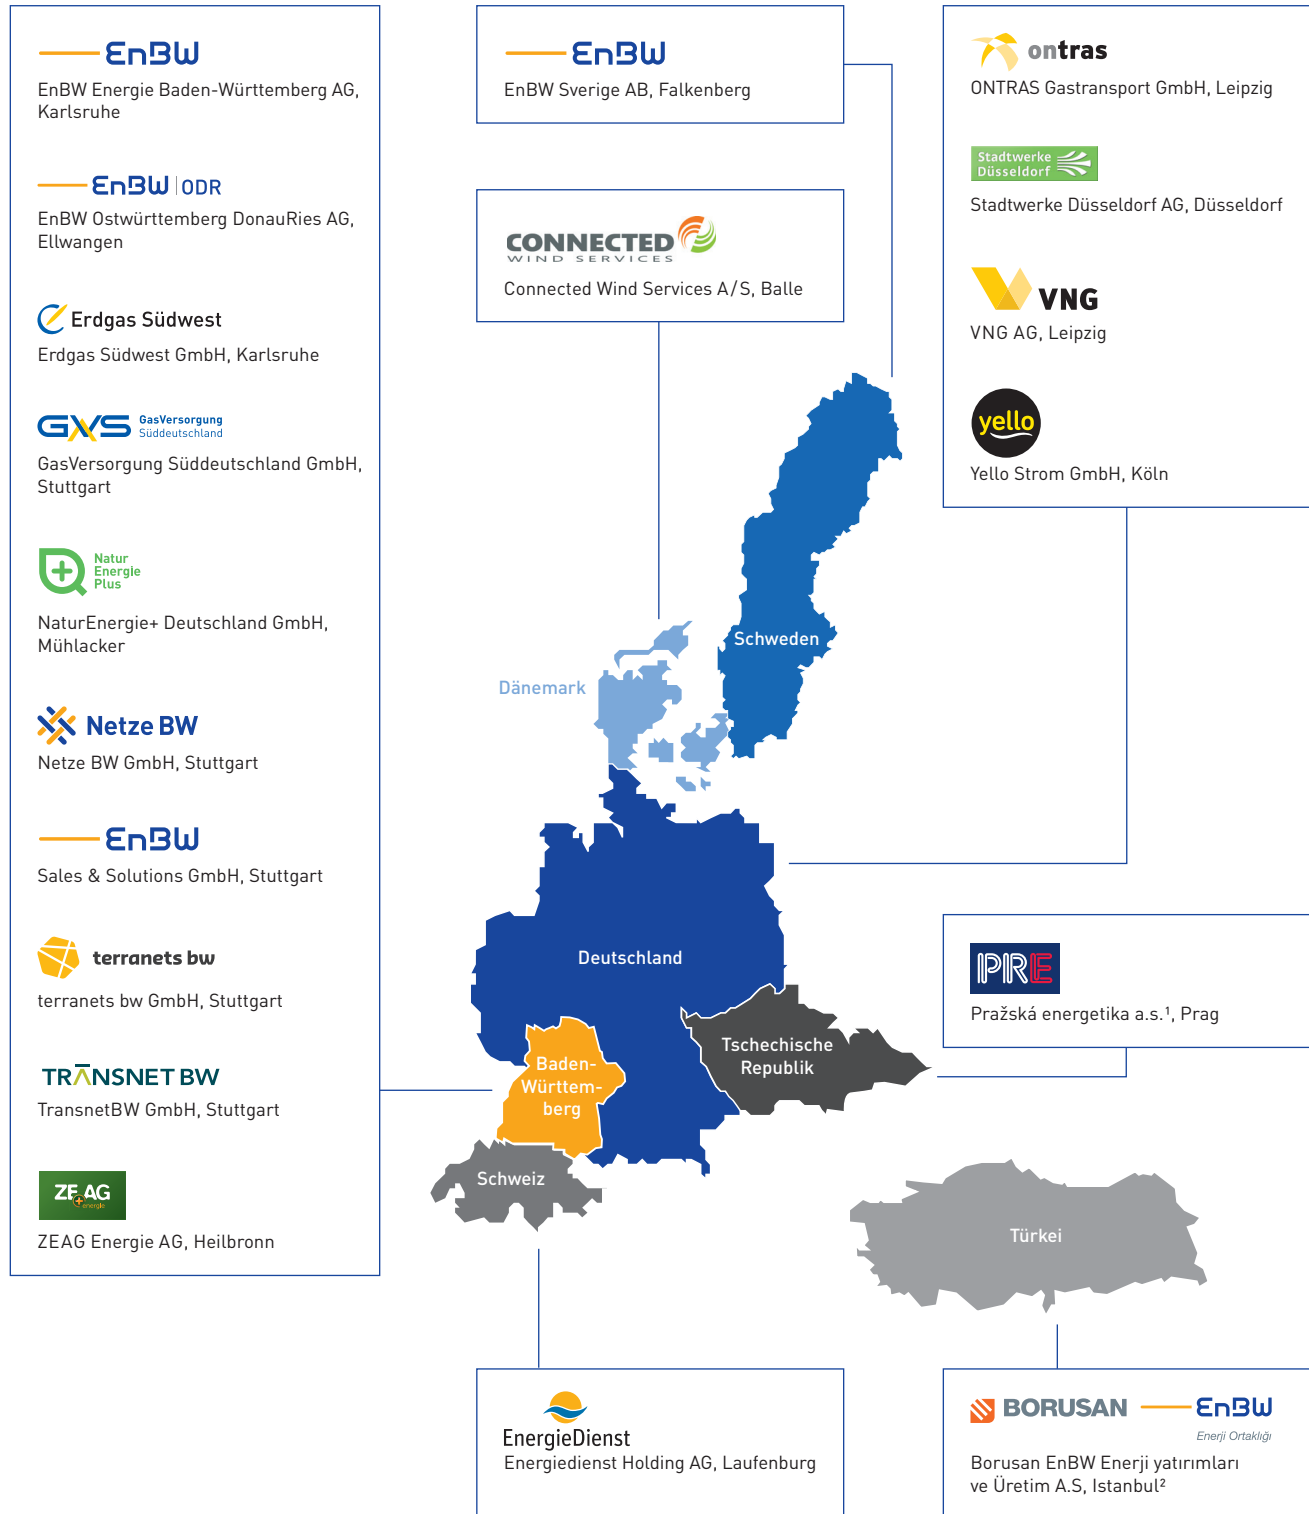 EnBW
EnBW Energie Baden-Württemberg AG,
Karlsruhe
EnBW | ODR
EnBW Ostwürttemberg DonauRies AG,
Ellwangen
Erdgas Südwest
Erdgas Südwest GmbH, Karlsruhe
GVS GasVersorgung
Süddeutschland
GasVersorgung Süddeutschland GmbH,
Stuttgart
Natur
Energie
Plus
NaturEnergie+ Deutschland GmbH,
Mühlacker
Netze BW
Netze BW GmbH, Stuttgart
EnBW
Sales & Solutions GmbH, Stuttgart
terranets bw
terranets bw GmbH, Stuttgart
TRANSNET BW
TransnetBW GmbH, Stuttgart
ZEAG
energie
ZEAG Energie AG, Heilbronn
EnBW
EnBW Sverige AB, Falkenberg
CONNECTED
WIND SERVICES
Connected Wind Services A/S, Balle
ontras
ONTRAS Gastransport GmbH, Leipzig
Stadtwerke
Düsseldorf
Stadtwerke Düsseldorf AG, Düsseldorf
VNG
VNG AG, Leipzig
yello
Yello Strom GmbH, Köln
Schweden
Dänemark
Deutschland
Baden-
Württem-
berg
Tschechische
Republik
Schweiz
Türkei
PRE
Pražská energetika a.s.¹, Prag
EnergieDienst
Energiedienst Holding AG, Laufenburg
BORUSAN EnBW
Enerji Ortaklığı
Borusan EnBW Enerji yatırımları
ve Üretim A.S, Istanbul²